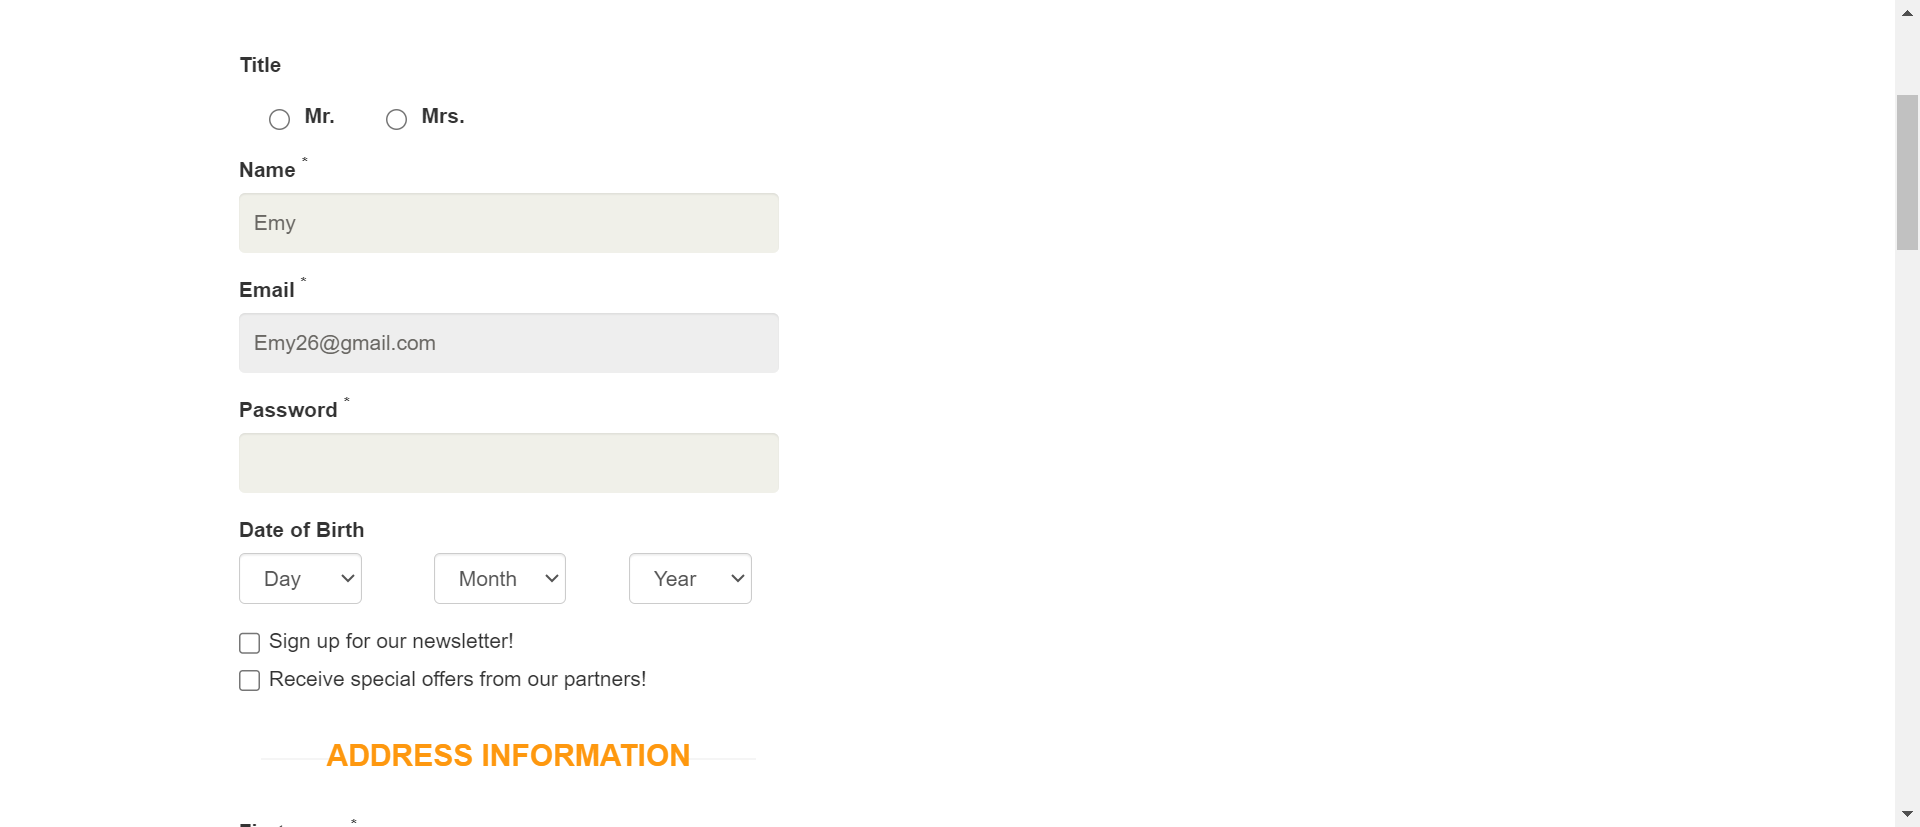 Title
Mr. Mrs.
Name *
Emy
Email *
Emy26@gmail.com
Password *
Date of Birth
Day Month Year
Sign up for our newsletter!
Receive special offers from our partners!
ADDRESS INFORMATION
*